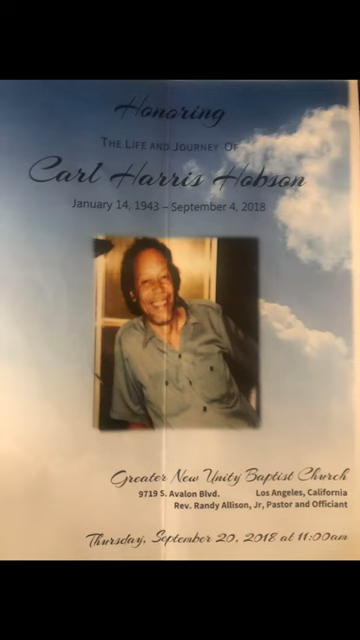 Honoring
The Life and Journey Of
Carl Harris Hobson
January 14, 1943 – September 4, 2018
Greater New Unity Baptist Church
9719 S. Avalon Blvd. Los Angeles, California
Rev. Randy Allison, Jr, Pastor and Officiant
Thursday, September 20, 2018 at 11:00am